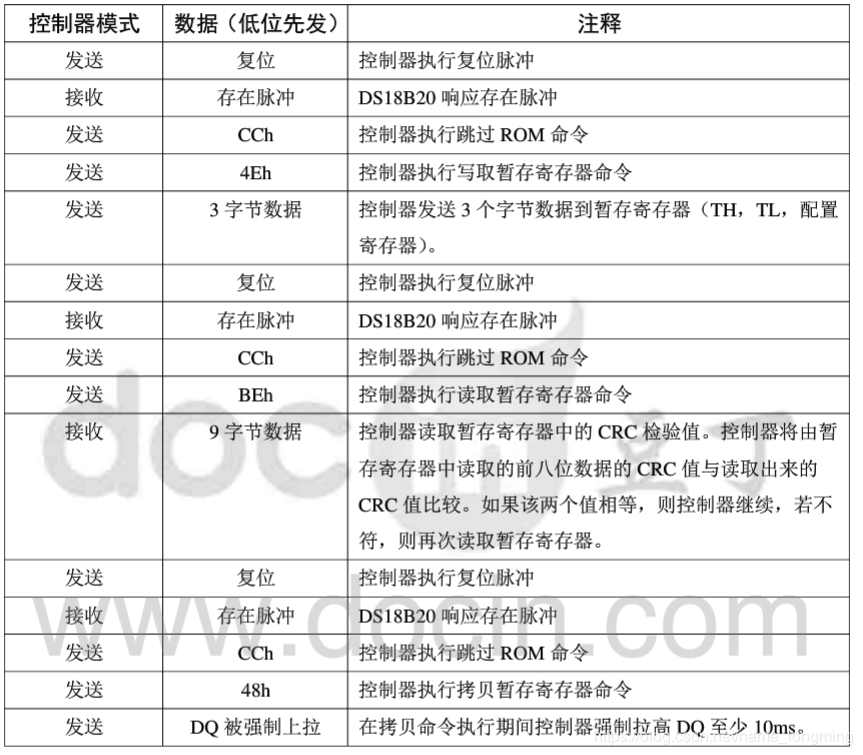 控制器模式 数据（低位先发） 注释
发送 复位 控制器执行复位脉冲
接收 存在脉冲 DS18B20 响应存在脉冲
发送 CCh 控制器执行跳过 ROM 命令
发送 4Eh 控制器执行写取暂存寄存器命令
发送 3 字节数据 控制器发送 3 个字节数据到暂存寄存器（TH，TL，配置
寄存器）。
发送 复位 控制器执行复位脉冲
接收 存在脉冲 DS18B20 响应存在脉冲
发送 CCh 控制器执行跳过 ROM 命令
发送 BEh 控制器执行读取暂存寄存器命令
接收 9 字节数据 控制器读取暂存寄存器中的 CRC 检验值。控制器将由暂
存寄存器中读取的前八位数据的 CRC 值与读取出来的
CRC 值比较。如果该两个值相等，则控制器继续，若不
符，则再次读取暂存寄存器。
发送 复位 控制器执行复位脉冲
接收 存在脉冲 DS18B20 响应存在脉冲
发送 CCh 控制器执行跳过 ROM 命令
发送 48h 控制器执行拷贝暂存寄存器命令
发送 DQ 被强制上拉 在拷贝命令执行期间控制器强制拉高 DQ 至少 10ms。
doc 豆丁
www.docin.com
https://blog.csdn.net/name_longming